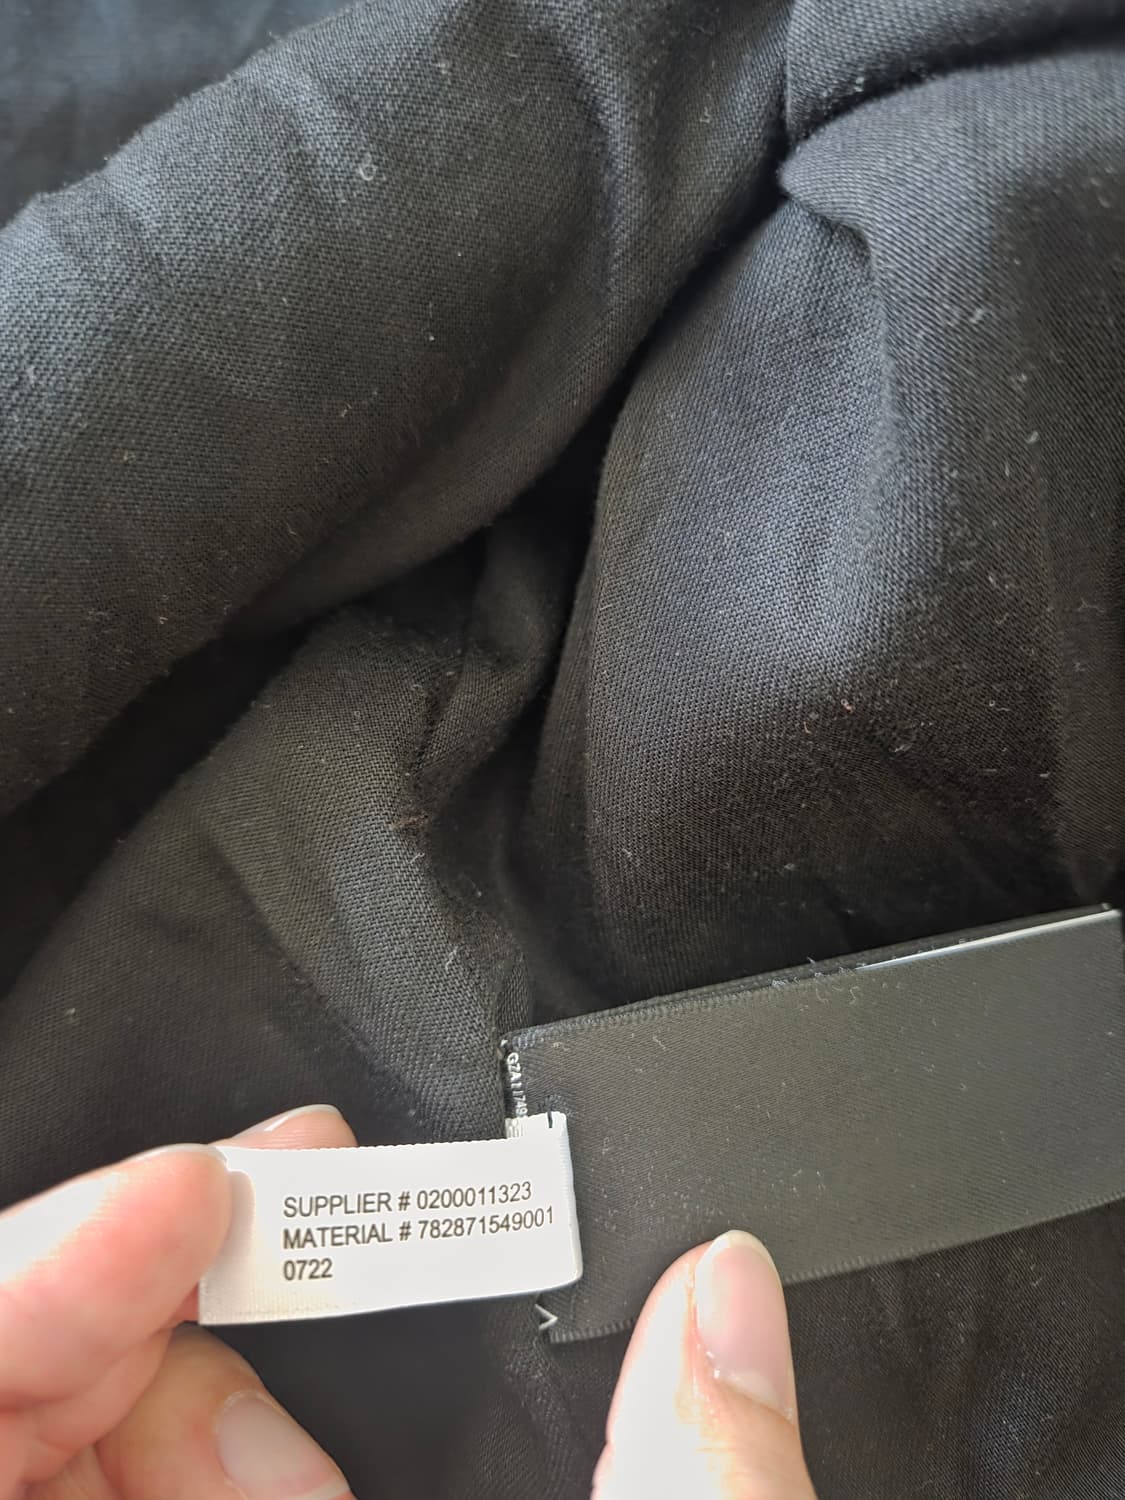 SUPPLIER # 0200011323
MATERIAL # 782871549001
0722